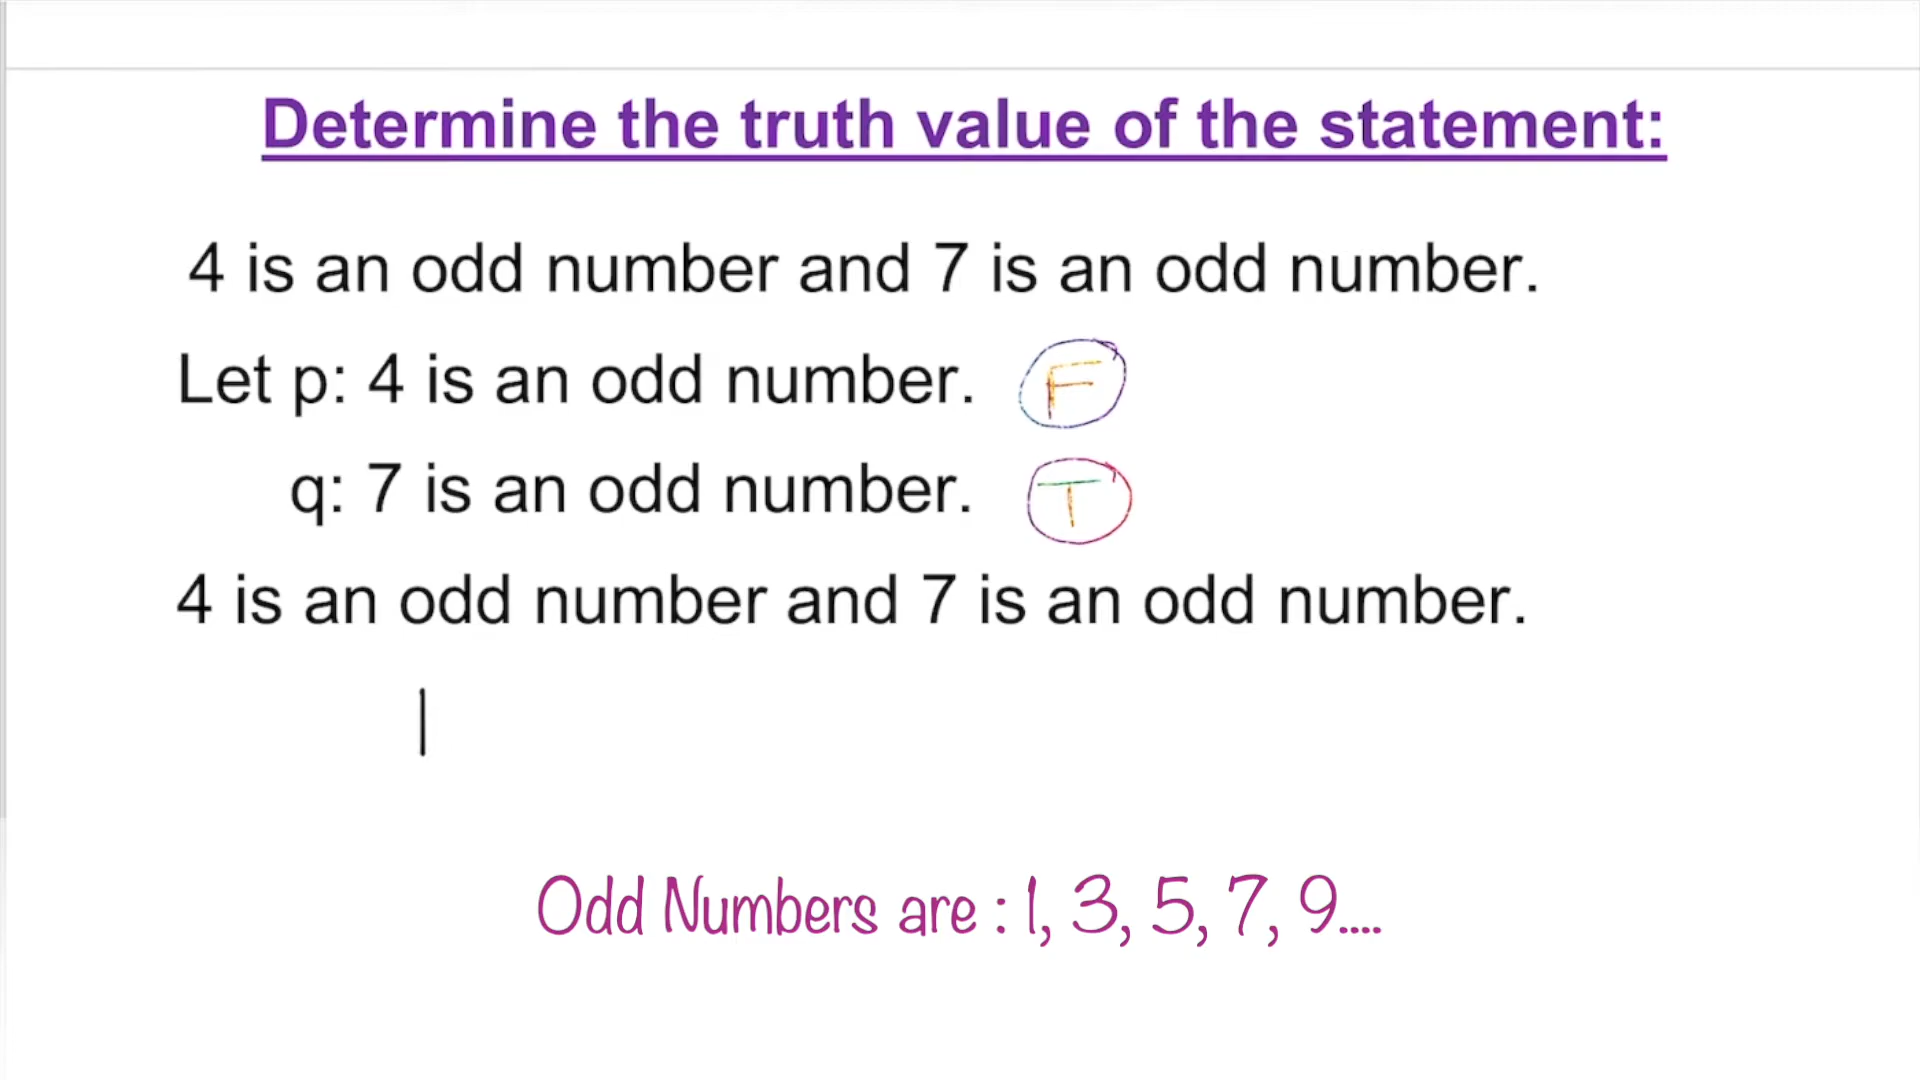 Determine the truth value of the statement:
4 is an odd number and 7 is an odd number.
Let p: 4 is an odd number. F
q: 7 is an odd number. T
4 is an odd number and 7 is an odd number.
Odd Numbers are : 1, 3, 5, 7, 9....